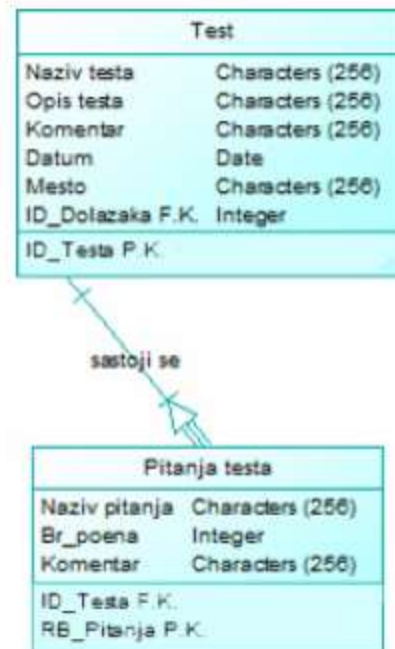 Test
Naziv testa Characters (256)
Opis testa Characters (256)
Komentar Characters (256)
Datum Date
Mesto Characters (256)
ID_Dolazaka F.K. Integer
ID_Testa P.K.
sastoji se
Pitanja testa
Naziv pitanja Characters (256)
Br_poena Integer
Komentar Characters (256)
ID_Testa F.K.
RB_Pitanja P.K.